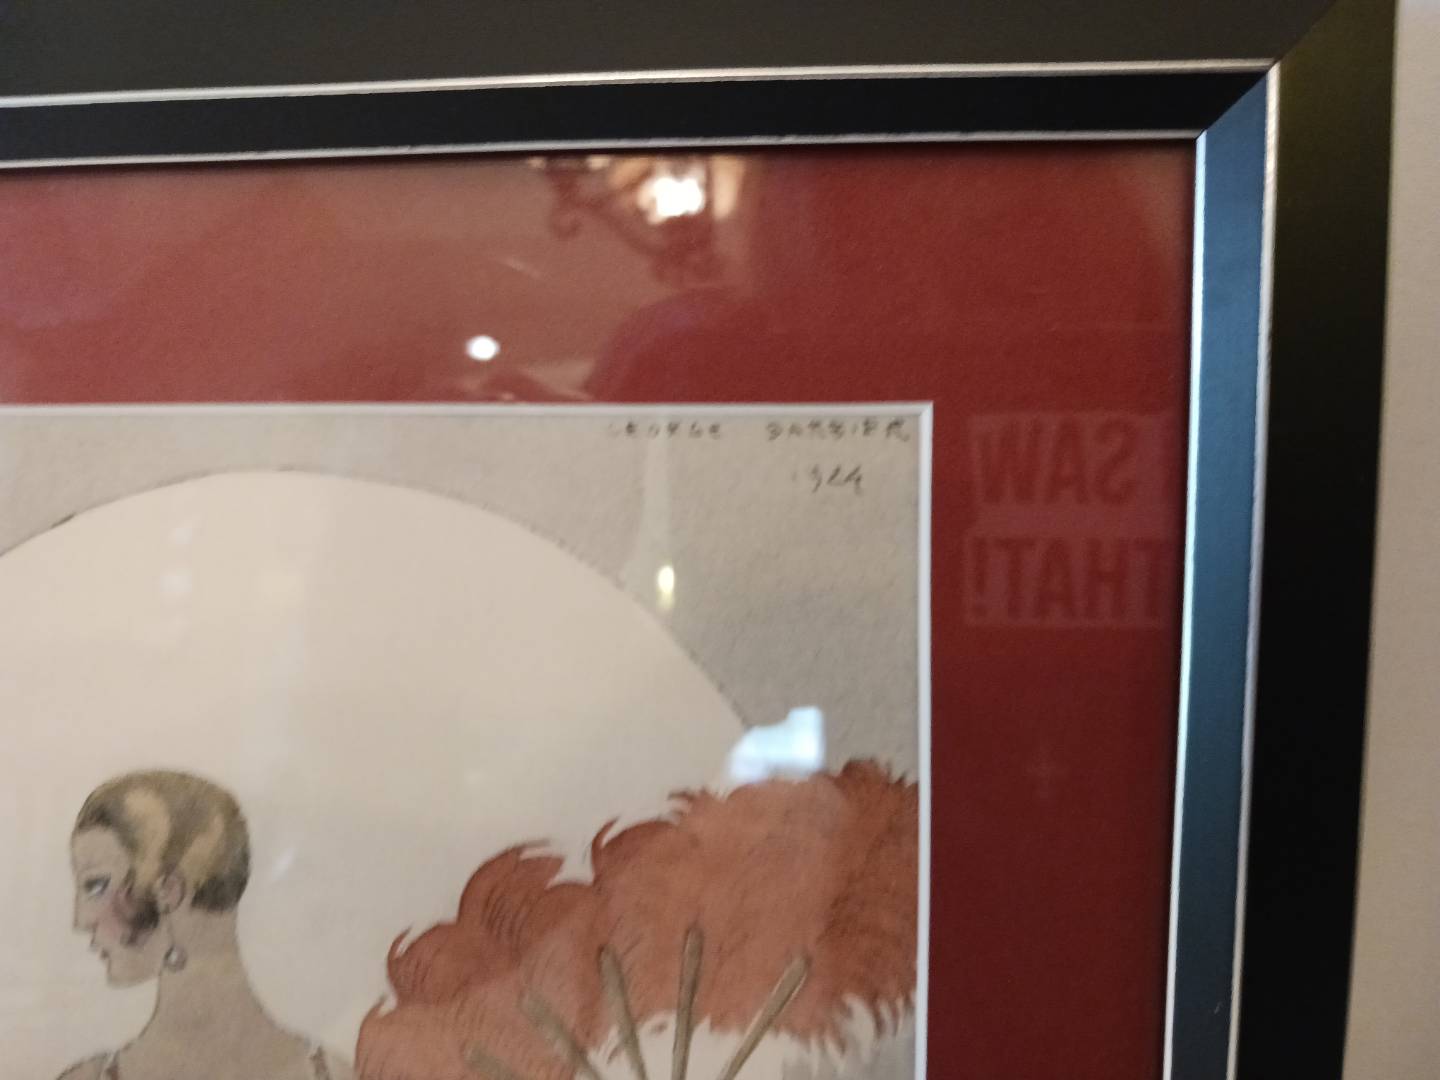 GEORGE BARBIER
1924
SAW
THAT!